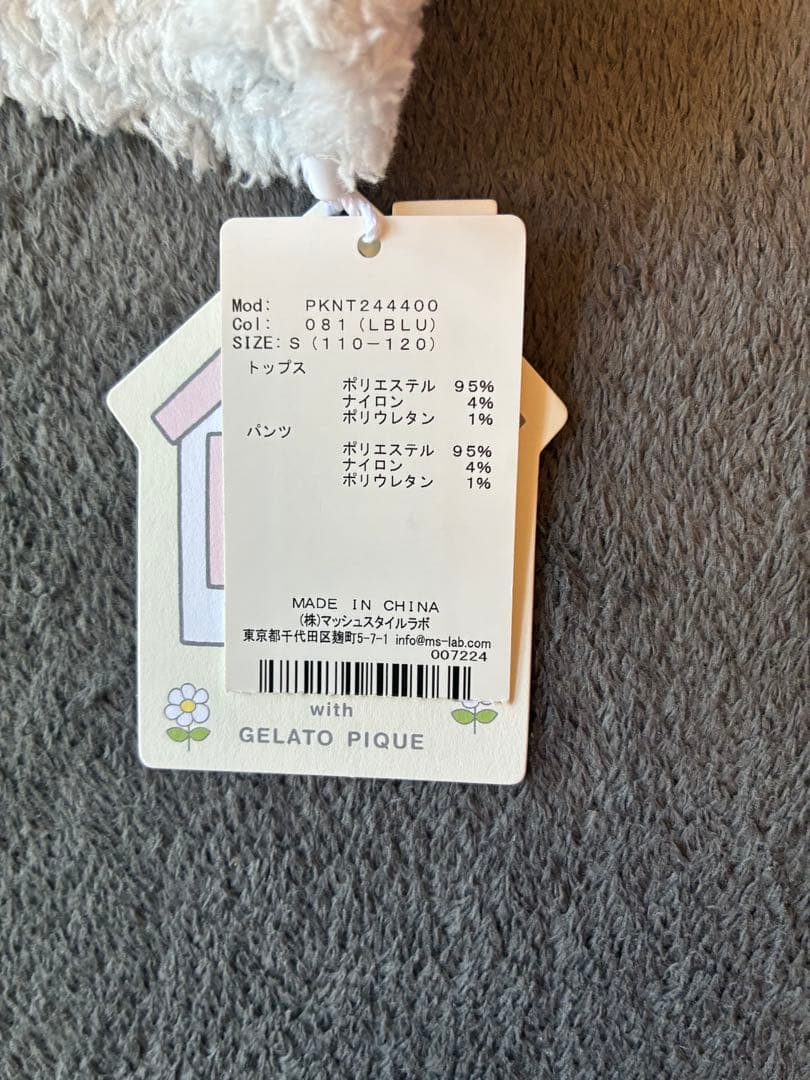 Mod: PKNT244400
Col: 081(LBLU)
SIZE: S(110-120)
トップス
ポリエステル 95%
ナイロン 4%
ポリウレタン 1%
パンツ
ポリエステル 95%
ナイロン 4%
ポリウレタン 1%
MADE IN CHINA
(株)マッシュスタイルラボ
東京都千代田区麹町5-7-1 info@ms-lab.com
007224
with
GELATO PIQUE